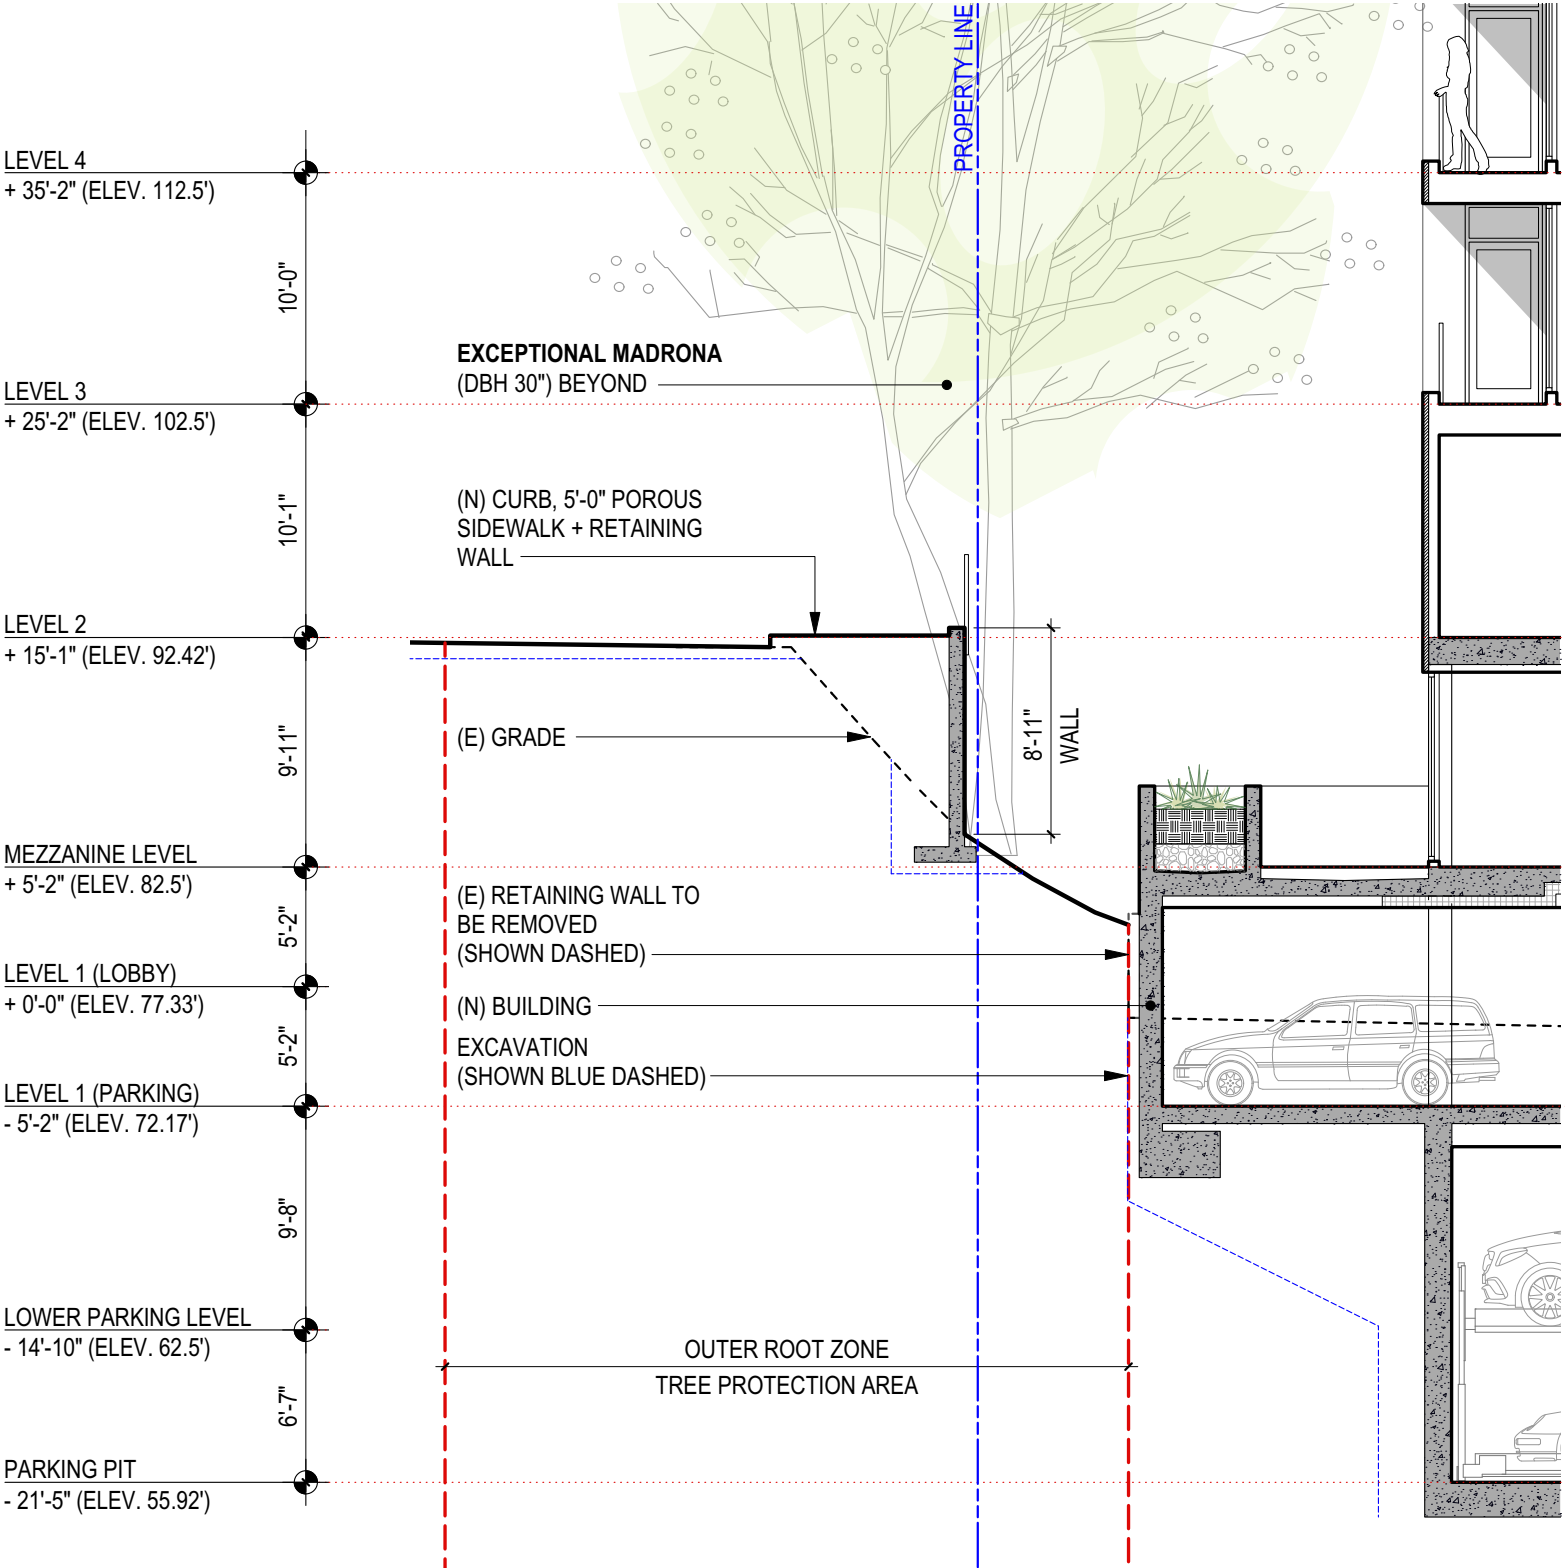 PROPERTY LINE
LEVEL 4
+ 35'-2" (ELEV. 112.5')
10'-0"
EXCEPTIONAL MADRONA
(DBH 30") BEYOND
LEVEL 3
+ 25'-2" (ELEV. 102.5')
10'-1"
(N) CURB, 5'-0" POROUS
SIDEWALK + RETAINING
WALL
LEVEL 2
+ 15'-1" (ELEV. 92.42')
9'-11"
(E) GRADE
8'-11"
WALL
MEZZANINE LEVEL
+ 5'-2" (ELEV. 82.5')
5'-2"
(E) RETAINING WALL TO
BE REMOVED
(SHOWN DASHED)
LEVEL 1 (LOBBY)
+ 0'-0" (ELEV. 77.33')
(N) BUILDING
5'-2"
EXCAVATION
(SHOWN BLUE DASHED)
LEVEL 1 (PARKING)
- 5'-2" (ELEV. 72.17')
9'-8"
LOWER PARKING LEVEL
- 14'-10" (ELEV. 62.5')
OUTER ROOT ZONE
TREE PROTECTION AREA
6'-7"
PARKING PIT
- 21'-5" (ELEV. 55.92')